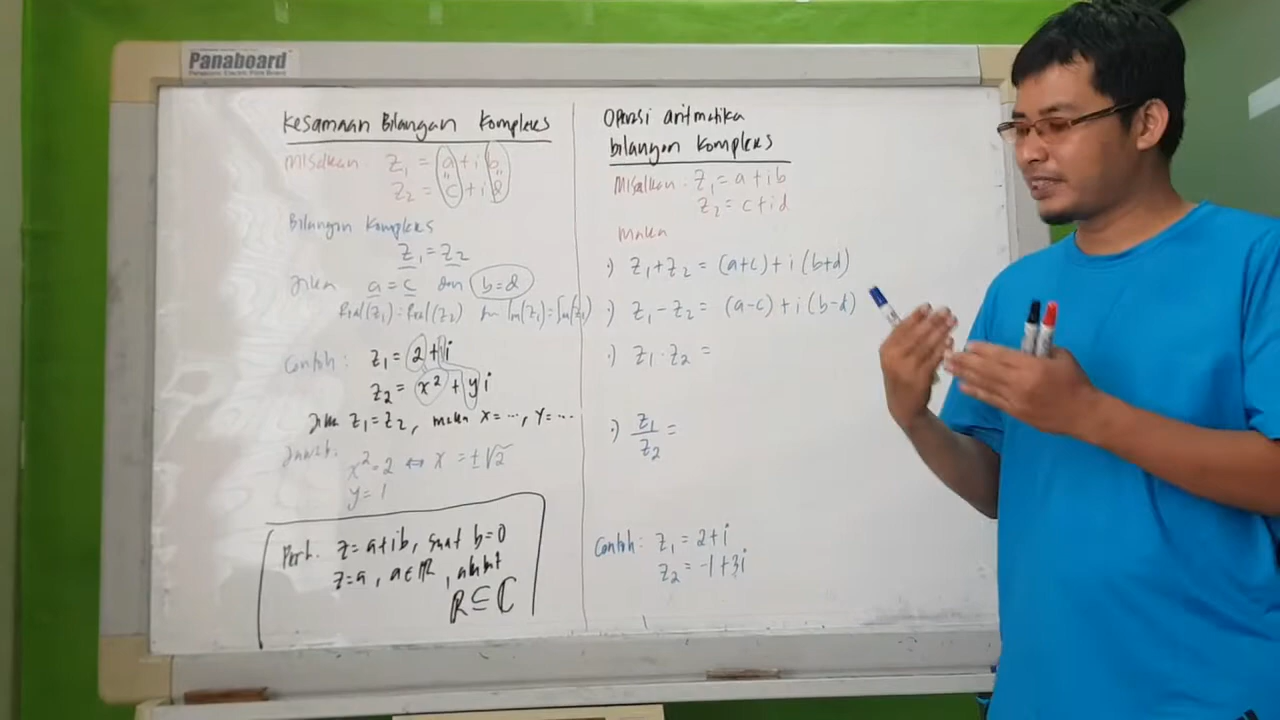 Panaboard
Kesamaan Bilangan Kompleks
Misalkan: z₁ = a + i b
z₂ = c + i d
Bilangan Kompleks
z₁ = z₂
Jika a = c dan b = d
Real(z₁) = Real(z₂) dan Im(z₁) = Im(z₂)
Contoh: z₁ = 2 + 1i
z₂ = x² + yi
Jika z₁ = z₂, maka x = ..., y = ...
Jawab:
x² = 2 ↔ x = ±√2
y = 1
Perh. z = a + ib, saat b = 0
z = a, a ∈ ℝ, akibat
ℝ ⊆ ℂ
Operasi aritmatika
bilangan kompleks
Misalkan: z₁ = a + ib
z₂ = c + id
maka
·) z₁ + z₂ = (a+c) + i (b+d)
·) z₁ − z₂ = (a−c) + i (b−d)
·) z₁ · z₂ =
·) z₁/z₂ =
Contoh: z₁ = 2 + i
z₂ = −1 + 3i